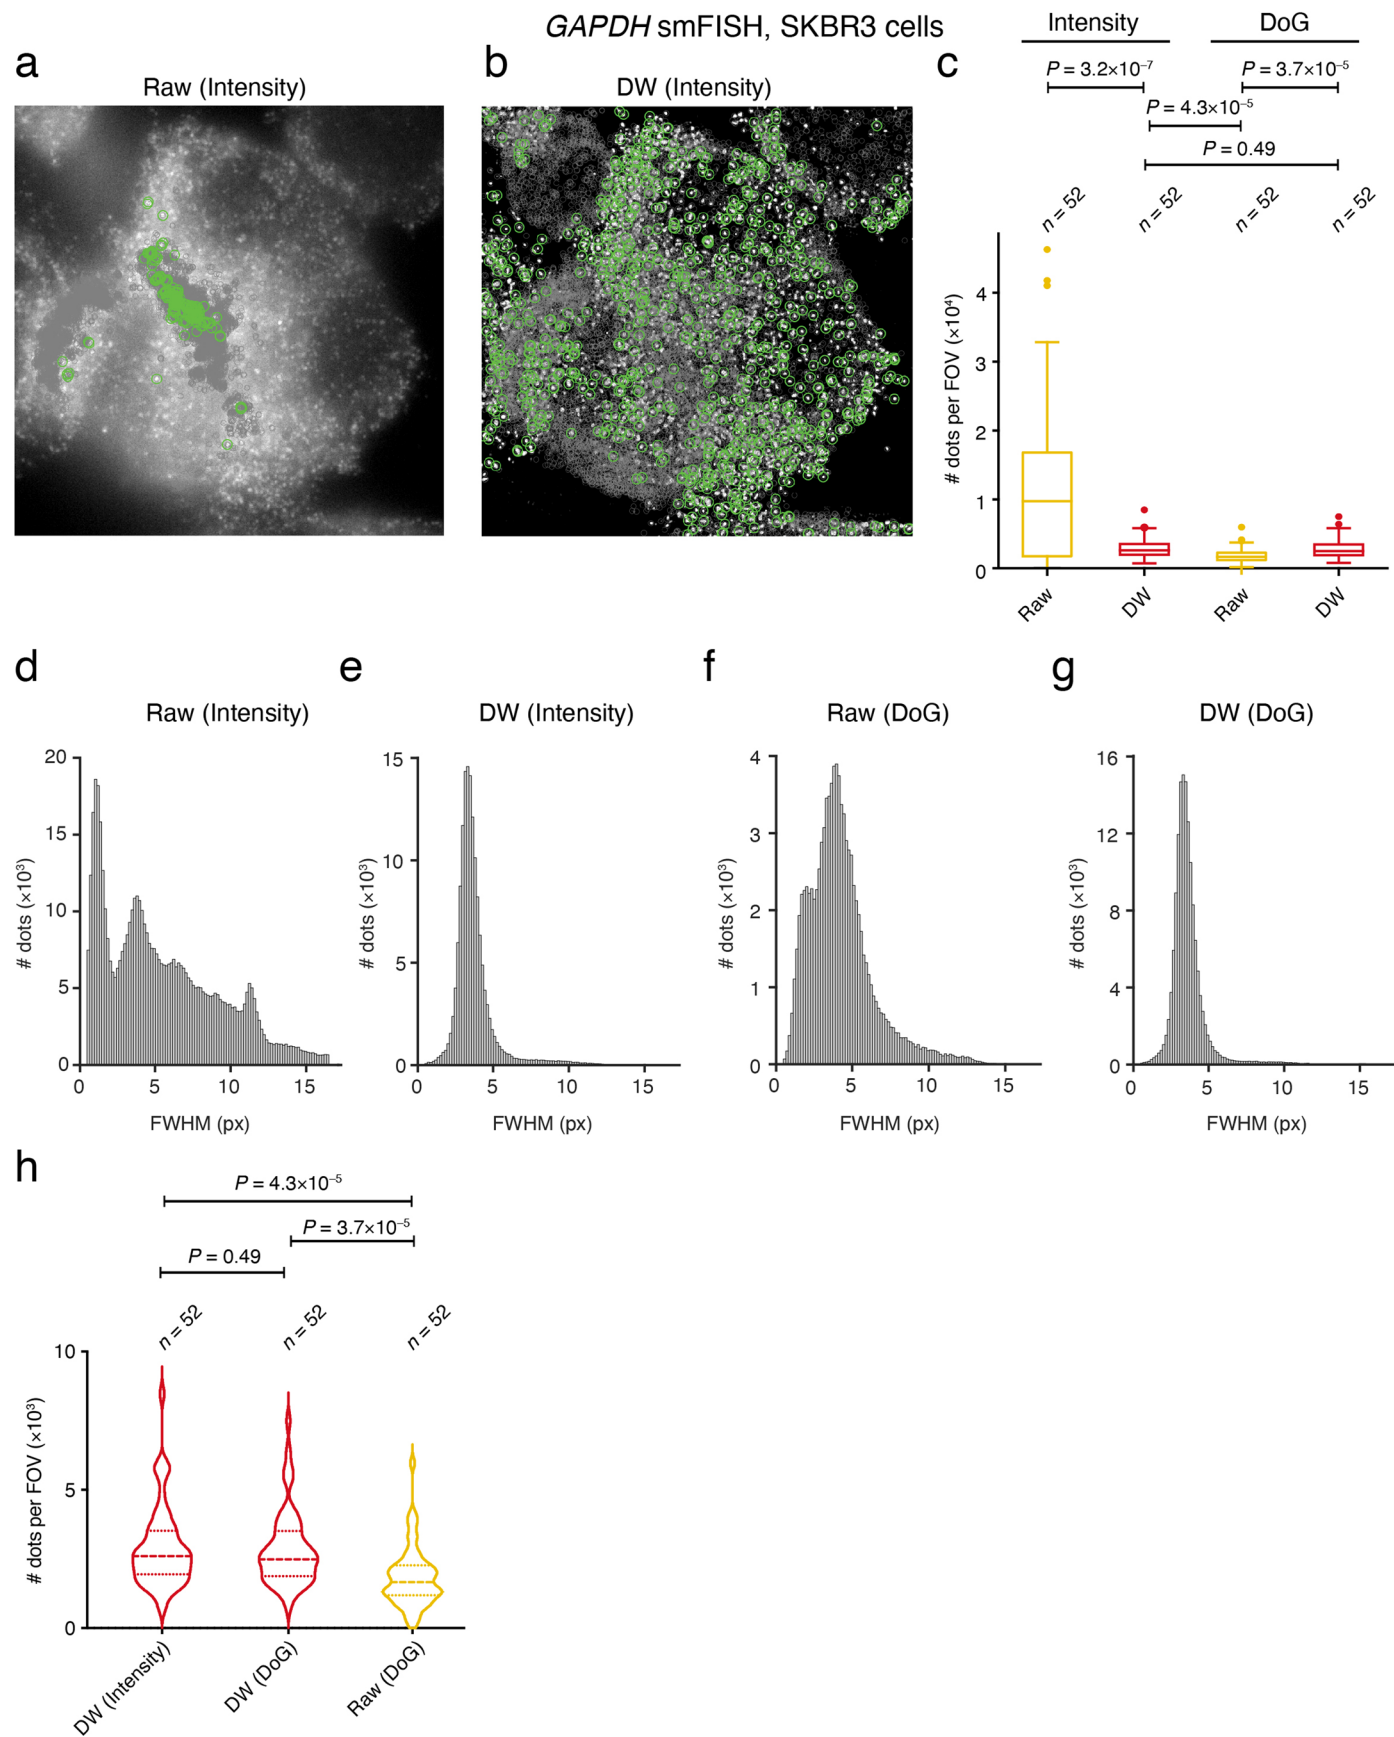 GAPDH smFISH, SKBR3 cells
a
Raw (Intensity)
b
DW (Intensity)
c
Intensity
DoG
P = 3.2×10⁻⁷
P = 3.7×10⁻⁵
P = 4.3×10⁻⁵
P = 0.49
n = 52
n = 52
n = 52
n = 52
# dots per FOV (×10⁴)
4
3
2
1
0
Raw
DW
Raw
DW
d
Raw (Intensity)
# dots (×10³)
20
15
10
5
0
0 5 10 15
FWHM (px)
e
DW (Intensity)
# dots (×10³)
15
10
5
0
0 5 10 15
FWHM (px)
f
Raw (DoG)
# dots (×10³)
4
3
2
1
0
0 5 10 15
FWHM (px)
g
DW (DoG)
# dots (×10³)
16
12
8
4
0
0 5 10 15
FWHM (px)
h
P = 4.3×10⁻⁵
P = 3.7×10⁻⁵
P = 0.49
n = 52
n = 52
n = 52
# dots per FOV (×10³)
10
5
0
DW (Intensity)
DW (DoG)
Raw (DoG)